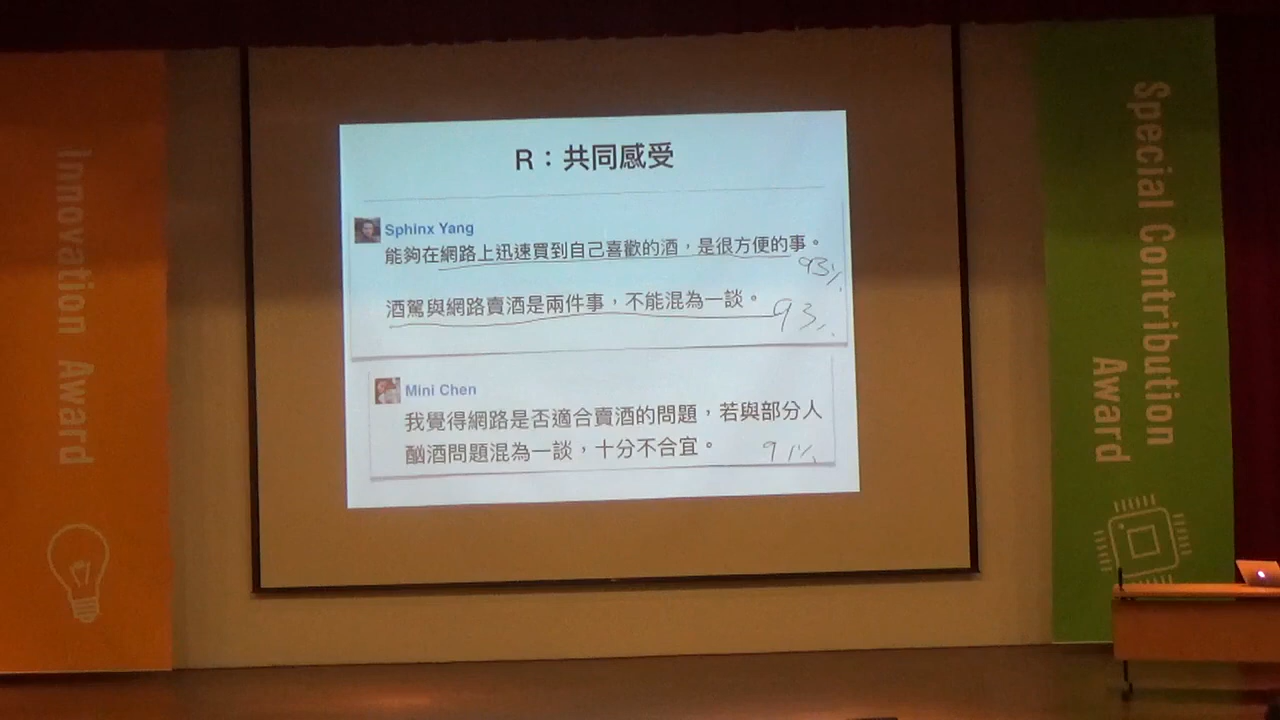 Innovation Award
R：共同感受
Sphinx Yang
能夠在網路上迅速買到自己喜歡的酒，是很方便的事。
93%
酒駕與網路賣酒是兩件事，不能混為一談。
93%
Mini Chen
我覺得網路是否適合賣酒的問題，若與部分人
酗酒問題混為一談，十分不合宜。
91%
Special Contribution
Award